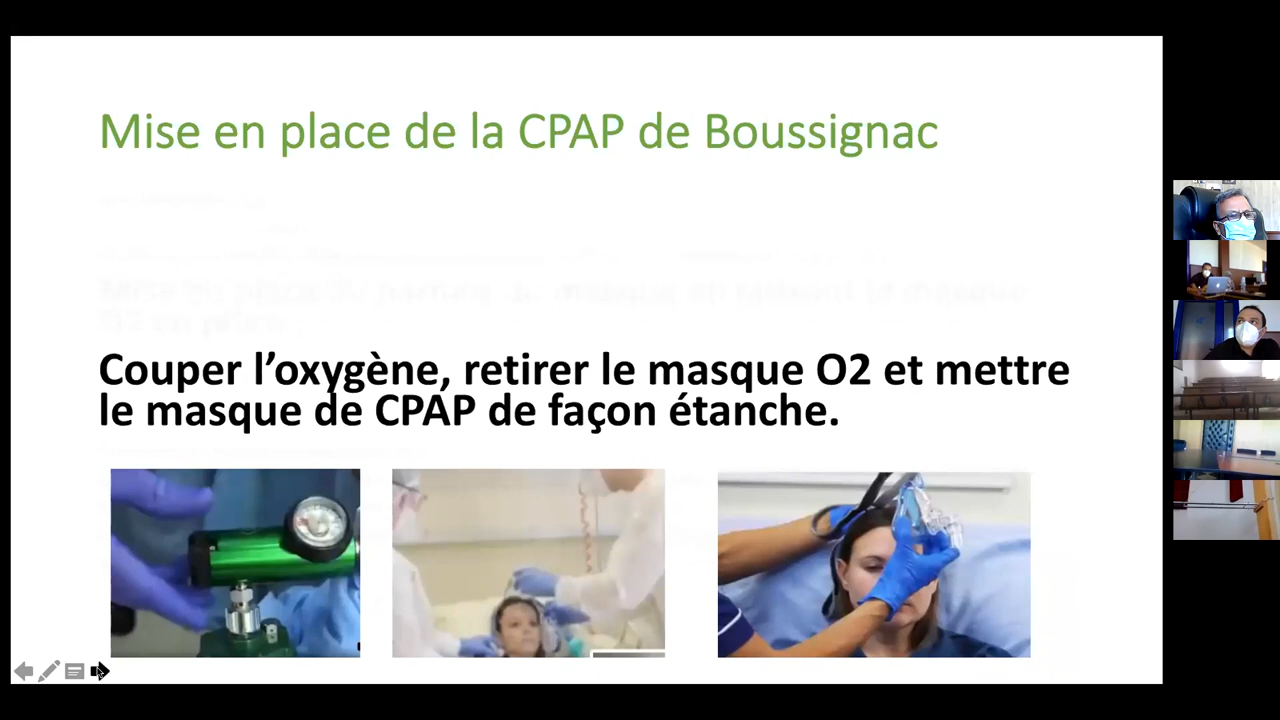 Mise en place de la CPAP de Boussignac
Couper l’oxygène, retirer le masque O2 et mettre
le masque de CPAP de façon étanche.